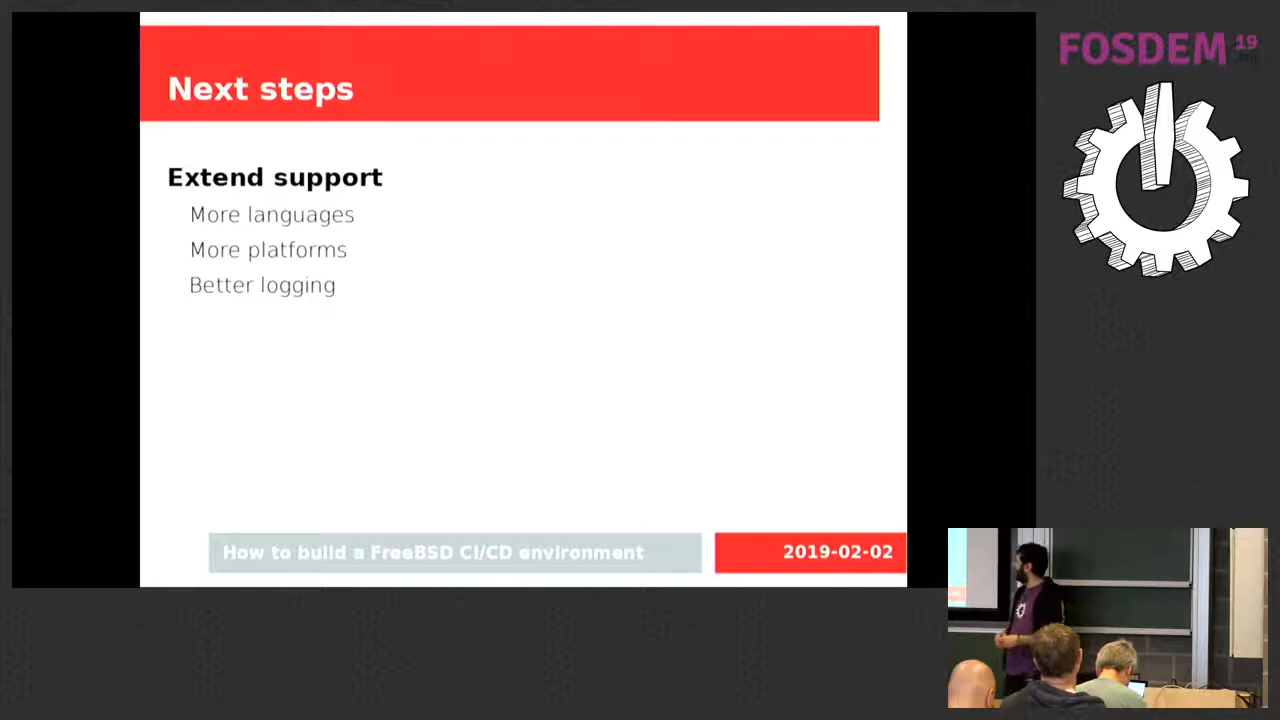 Next steps
Extend support
More languages
More platforms
Better logging
How to build a FreeBSD CI/CD environment
2019-02-02
FOSDEM 19